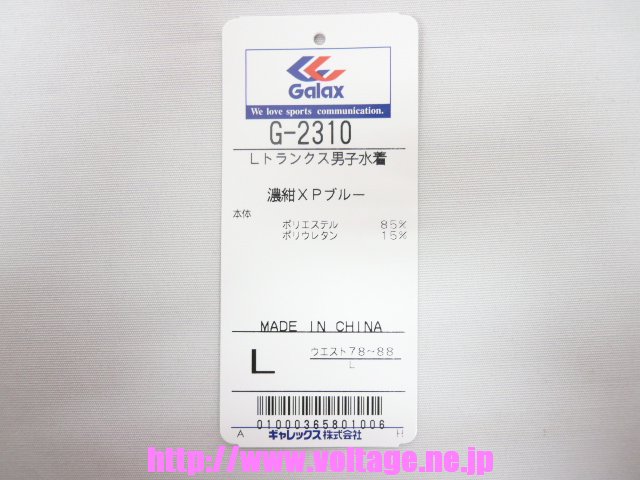 Galax
We love sports communication.
G-2310
Lトランクス男子水着
濃紺XPブルー
本体
ポリエステル 85%
ポリウレタン 15%
MADE IN CHINA
L ウエスト78~88
L
01000365801006
A ギャレックス株式会社 H
http://www.voltage.ne.jp